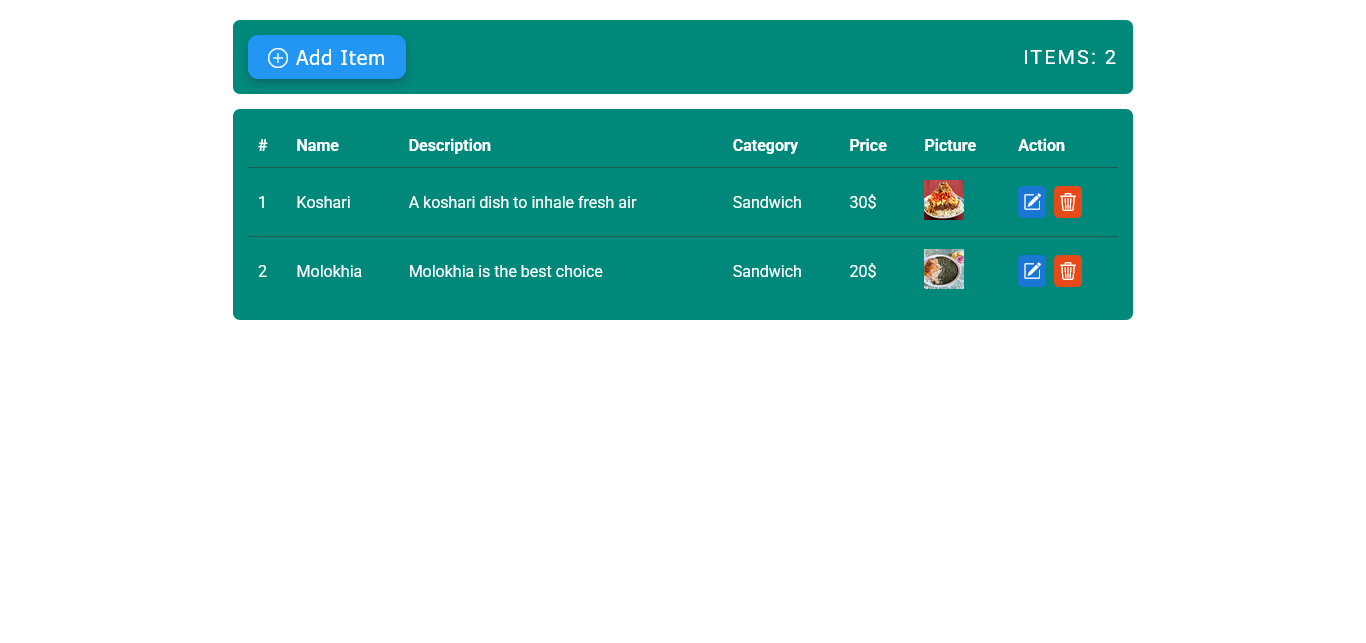 Add Item
ITEMS: 2
# Name Description Category Price Picture Action
1 Koshari A koshari dish to inhale fresh air Sandwich 30$
2 Molokhia Molokhia is the best choice Sandwich 20$